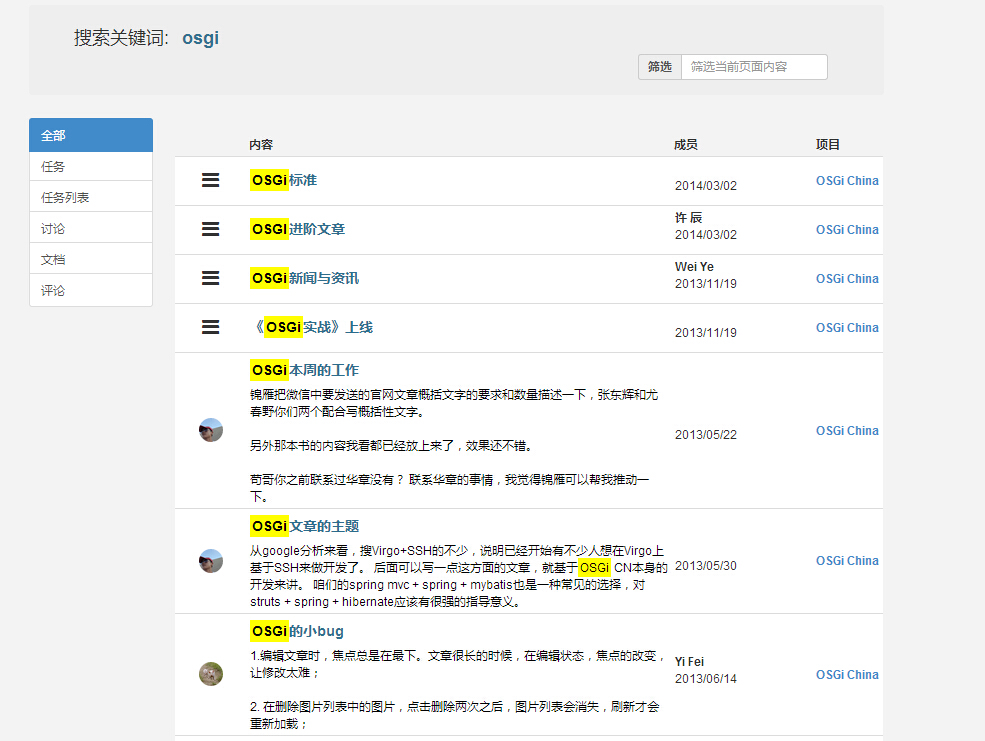 搜索关键词: osgi
筛选 筛选当前页面内容
全部
任务
任务列表
讨论
文档
评论
内容 成员 项目
OSGi标准 2014/03/02 OSGi China
OSGI进阶文章 许 辰 2014/03/02 OSGi China
OSGi新闻与资讯 Wei Ye 2013/11/19 OSGi China
《OSGi实战》上线 2013/11/19 OSGi China
OSGi本周的工作
锦雁把微信中要发送的官网文章概括文字的要求和数量描述一下，张东辉和尤
春野你们两个配合写概括性文字。
另外那本书的内容我看都已经放上来了，效果还不错。
苟哥你之前联系过华章没有？ 联系华章的事情，我觉得锦雁可以帮我推动一
下。
2013/05/22 OSGi China
OSGi文章的主题
从google分析来看，搜Virgo+SSH的不少，说明已经开始有不少人想在Virgo上
基于SSH来做开发了。 后面可以写一点这方面的文章，就基于OSGi CN本身的
开发来讲。 咱们的spring mvc + spring + mybatis也是一种常见的选择，对
struts + spring + hibernate应该有很强的指导意义。
2013/05/30 OSGi China
OSGi的小bug
1.编辑文章时，焦点总是在最下。文章很长的时候，在编辑状态，焦点的改变，
让修改太难；
2. 在删除图片列表中的图片，点击删除两次之后，图片列表会消失，刷新才会
重新加载；
Yi Fei
2013/06/14 OSGi China